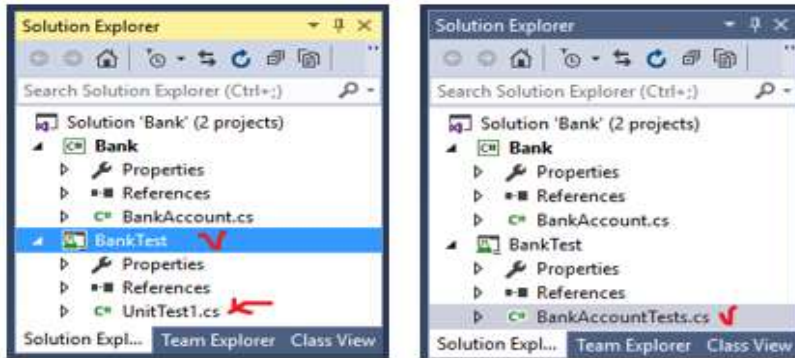 Solution Explorer
Search Solution Explorer (Ctrl+;)
Solution 'Bank' (2 projects)
C# Bank
Properties
References
C# BankAccount.cs
BankTest
Properties
References
C# UnitTest1.cs
Solution Expl... Team Explorer Class View
Solution Explorer
Search Solution Explorer (Ctrl+;)
Solution 'Bank' (2 projects)
C# Bank
Properties
References
C# BankAccount.cs
BankTest
Properties
References
C# BankAccountTests.cs
Solution Expl... Team Explorer Class View